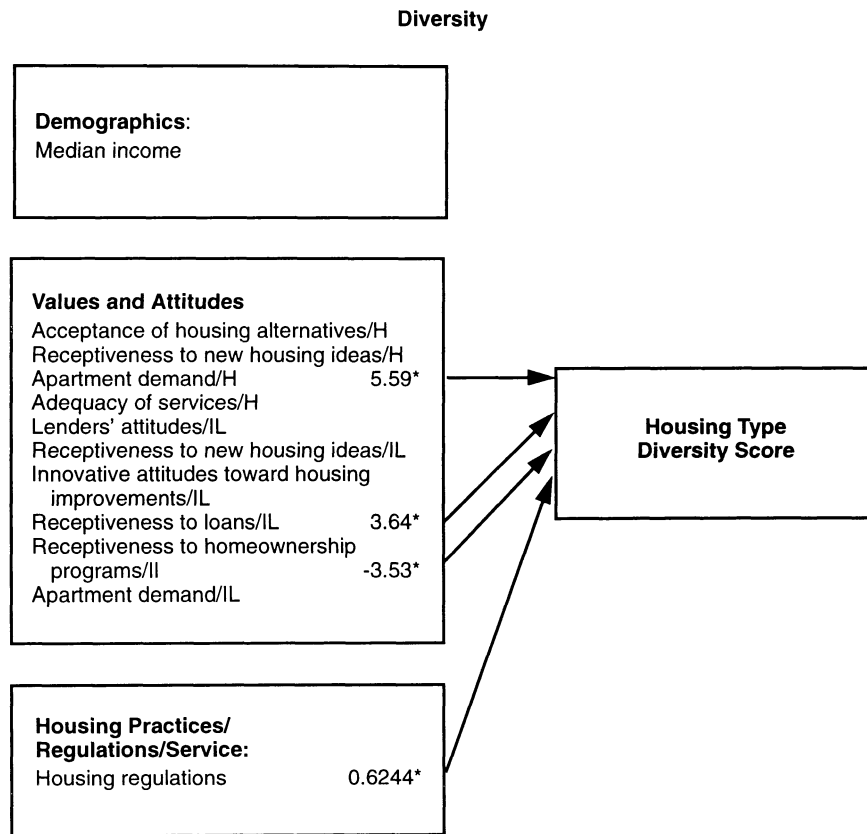 Diversity
Demographics:
Median income
Values and Attitudes
Acceptance of housing alternatives/H
Receptiveness to new housing ideas/H
Apartment demand/H 5.59*
Adequacy of services/H
Lenders' attitudes/IL
Receptiveness to new housing ideas/IL
Innovative attitudes toward housing
improvements/IL
Receptiveness to loans/IL 3.64*
Receptiveness to homeownership
programs/Il -3.53*
Apartment demand/IL
Housing Type
Diversity Score
Housing Practices/
Regulations/Service:
Housing regulations 0.6244*